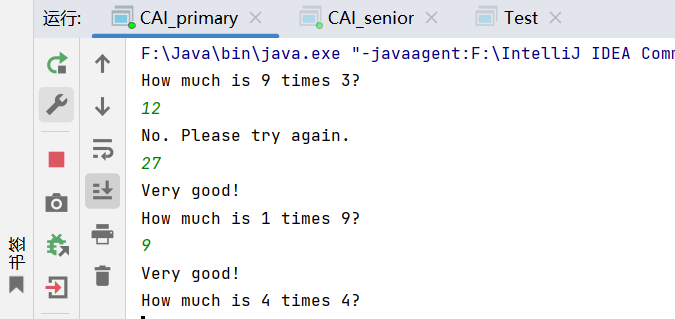 运行: CAI_primary CAI_senior Test
F:\Java\bin\java.exe "-javaagent:F:\IntelliJ IDEA Com
How much is 9 times 3?
12
No. Please try again.
27
Very good!
How much is 1 times 9?
9
Very good!
How much is 4 times 4?
书签